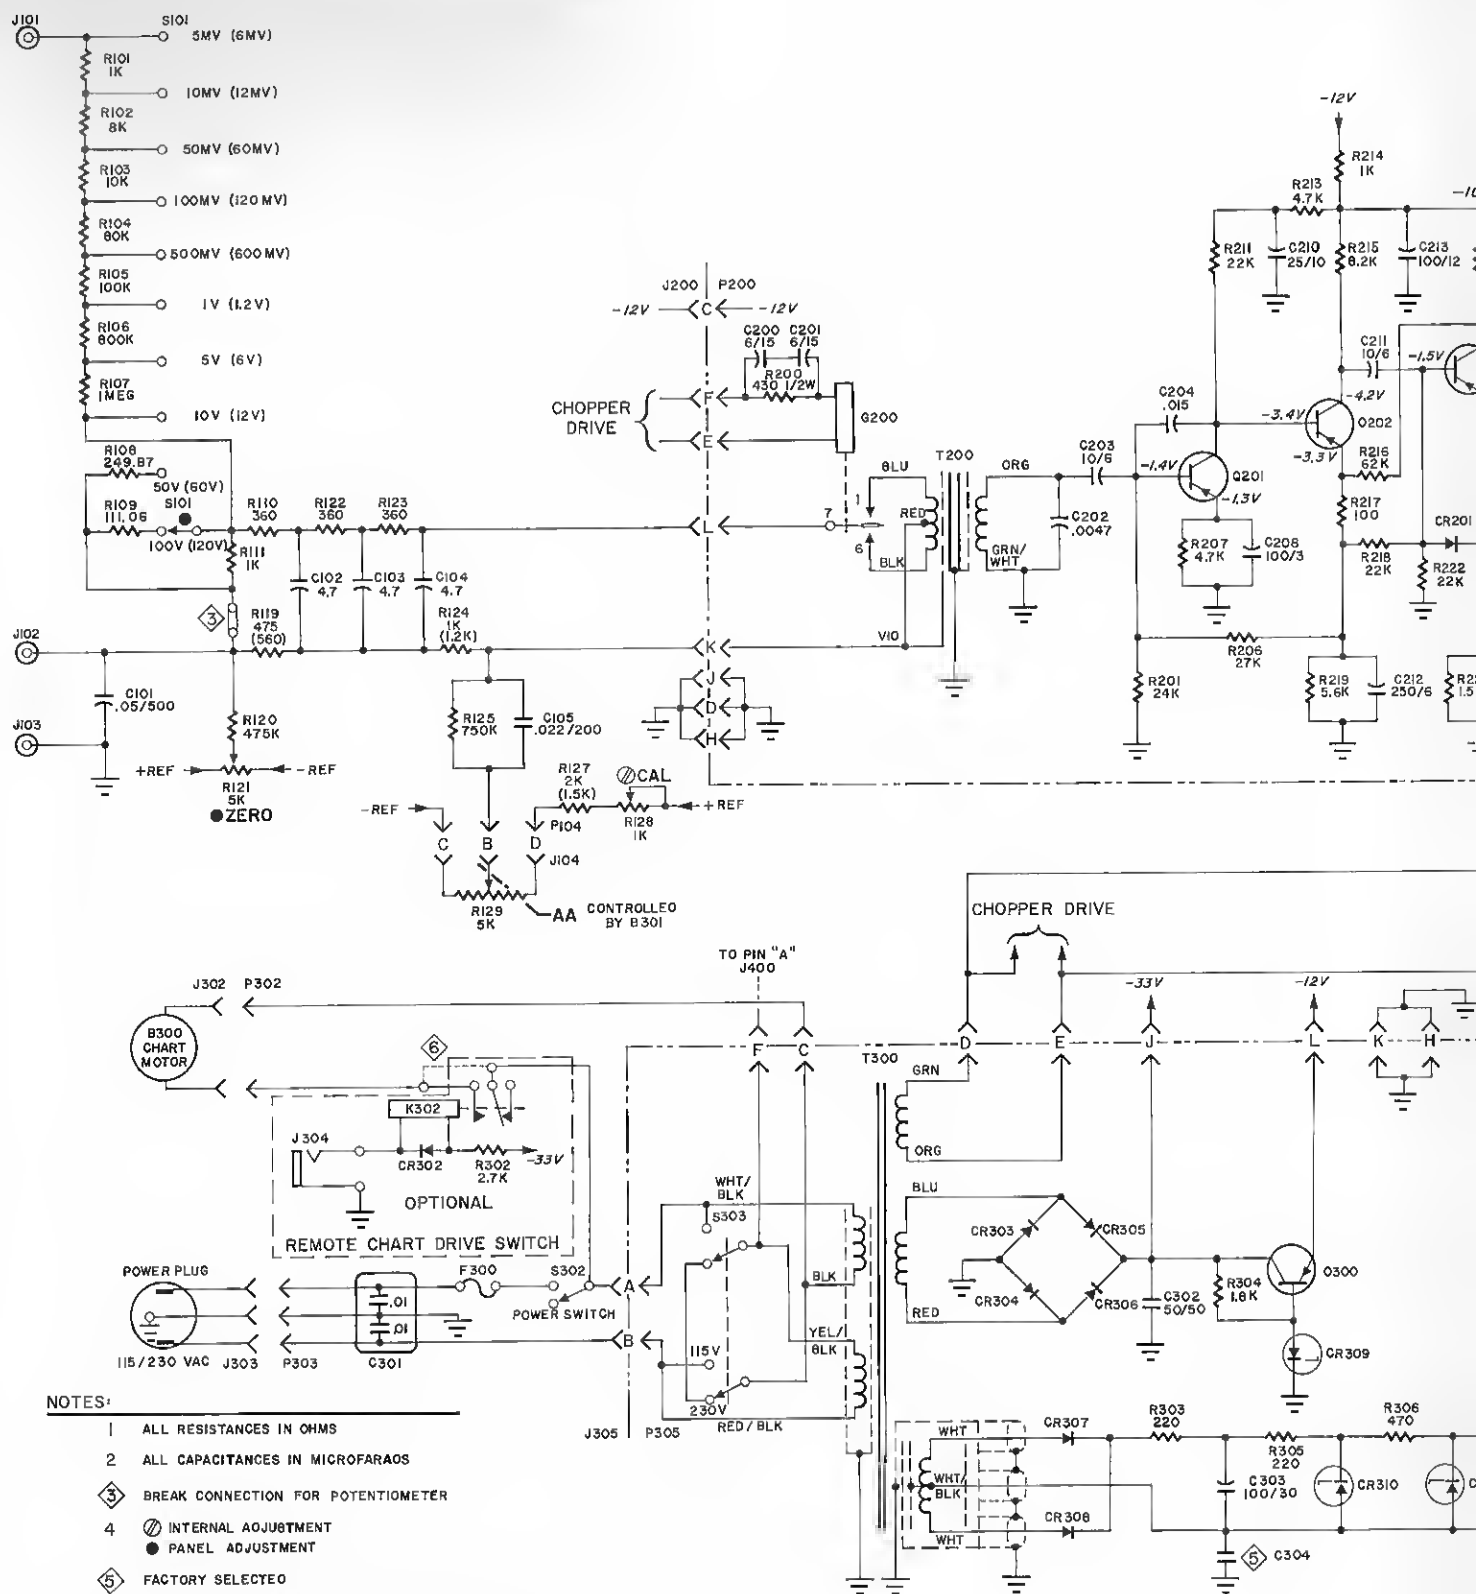 J101
S101
5MV (6MV)
R101
1K
10MV (12MV)
R102
8K
50MV (60MV)
R103
10K
100MV (120MV)
R104
80K
500MV (600MV)
R105
100K
1V (1.2V)
R106
800K
5V (6V)
R107
1MEG
10V (12V)
R108
249.87
50V (60V)
R109
111.06
S101
100V (120V)
R110
360
R122
360
R123
360
R111
1K
C102
4.7
C103
4.7
C104
4.7
3
R119
475
(560)
R124
1K
(1.2K)
J102
C101
.05/500
J103
R120
475K
+REF
-REF
R121
5K
ZERO
R125
750K
C105
.022/200
R127
2K
(1.5K)
CAL
-REF
+REF
P104
R128
1K
C
B
D
J104
R129
5K
AA
CONTROLLED
BY B301
J200
P200
-12V
C
-12V
C200
6/15
C201
6/15
R200
430 1/2W
CHOPPER
DRIVE
F
E
G200
L
7
1
6
BLU
RED
BLK
T200
ORG
GRN/
WHT
K
VIO
J
D
H
C203
10/6
C202
.0047
C204
.015
-1.4V
Q201
-1.3V
R207
4.7K
C208
100/3
R201
24K
R206
27K
R211
22K
C210
25/10
R213
4.7K
-12V
R214
1K
R215
8.2K
C213
100/12
-10
C211
10/6
-1.5V
-4.2V
-3.4V
Q202
-3.3V
R216
62K
R217
100
R218
22K
CR201
R222
22K
R219
5.6K
C212
250/6
R22
1.5
CHOPPER DRIVE
TO PIN "A"
J400
J302
P302
B300
CHART
MOTOR
6
K302
J304
CR302
R302
2.7K
-33V
OPTIONAL
REMOTE CHART DRIVE SWITCH
F
C
D
E
J
L
K
H
-33V
-12V
T300
GRN
ORG
BLU
RED
WHT/
BLK
S303
BLK
YEL/
BLK
115V
230V
RED/BLK
POWER PLUG
115/230 VAC
J303
P303
.01
.01
C301
F300
S302
POWER SWITCH
A
B
J305
P305
CR303
CR305
CR304
CR306
C302
50/50
R304
1.8K
Q300
CR309
WHT
WHT/
BLK
WHT
CR307
CR308
R303
220
R305
220
R306
470
C303
100/30
CR310
C
5
C304
NOTES:
1 ALL RESISTANCES IN OHMS
2 ALL CAPACITANCES IN MICROFARADS
3 BREAK CONNECTION FOR POTENTIOMETER
4 INTERNAL ADJUSTMENT
PANEL ADJUSTMENT
5 FACTORY SELECTED